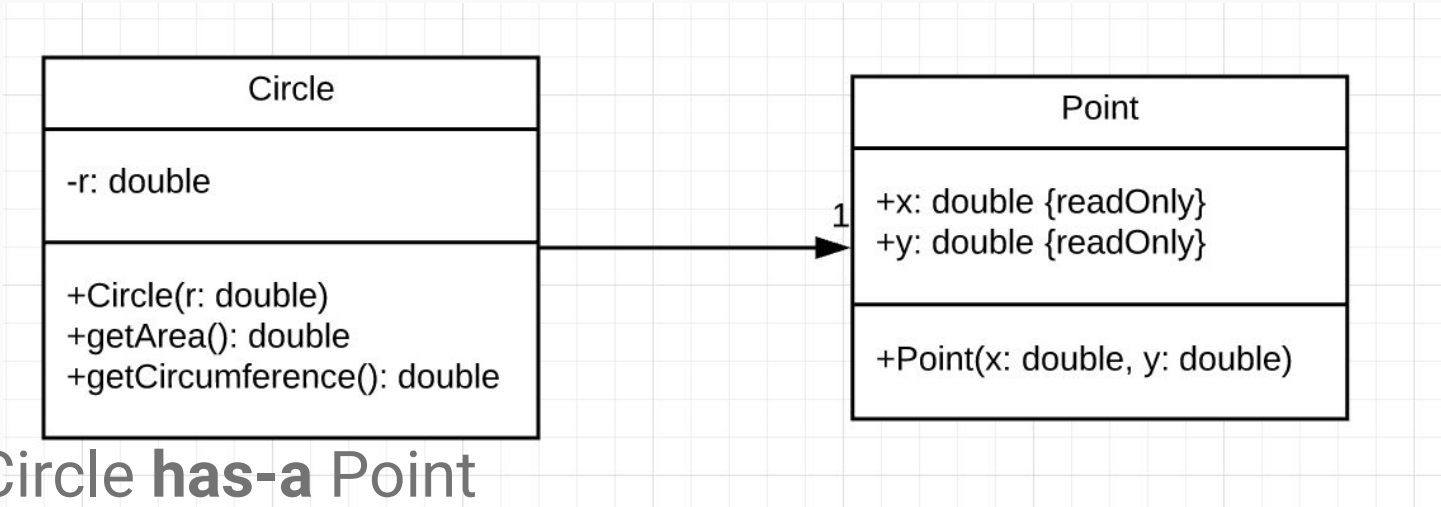 Circle
-r: double
+Circle(r: double)
+getArea(): double
+getCircumference(): double
1
Point
+x: double {readOnly}
+y: double {readOnly}
+Point(x: double, y: double)
Circle has-a Point